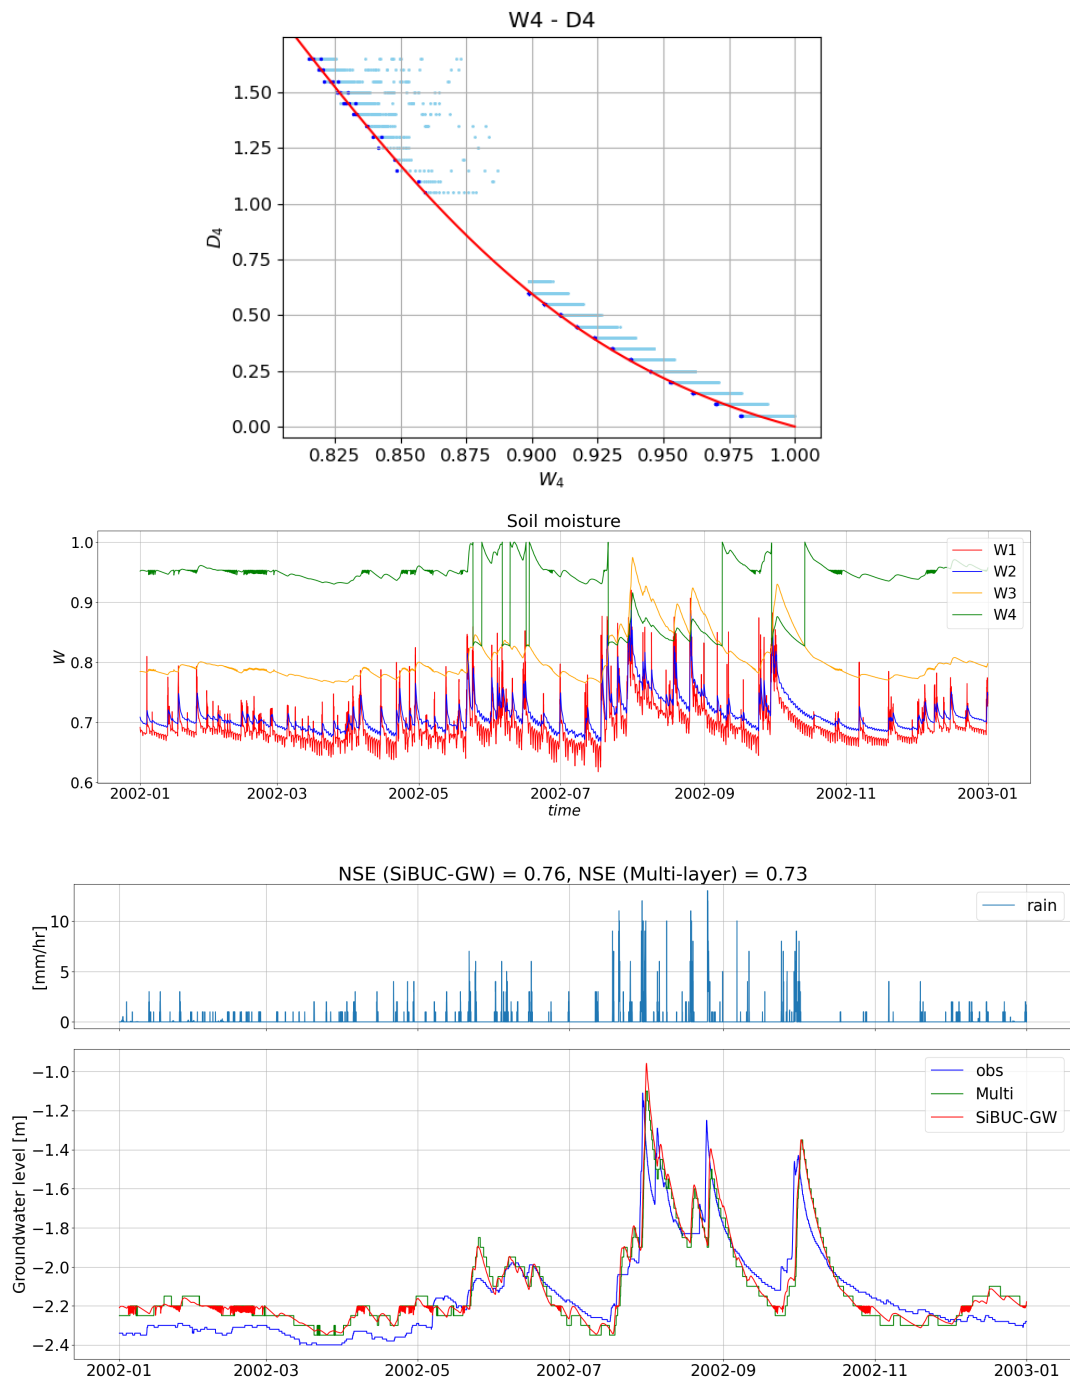 W4 - D4
1.50
1.25
1.00
0.75
0.50
0.25
0.00
D4
0.825 0.850 0.875 0.900 0.925 0.950 0.975 1.000
W4
Soil moisture
1.0
0.9
0.8
0.7
0.6
W
W1
W2
W3
W4
2002-01 2002-03 2002-05 2002-07 2002-09 2002-11 2003-01
time
NSE (SiBUC-GW) = 0.76, NSE (Multi-layer) = 0.73
10
5
0
[mm/hr]
rain
−1.0
−1.2
−1.4
−1.6
−1.8
−2.0
−2.2
−2.4
Groundwater level [m]
obs
Multi
SiBUC-GW
2002-01 2002-03 2002-05 2002-07 2002-09 2002-11 2003-01